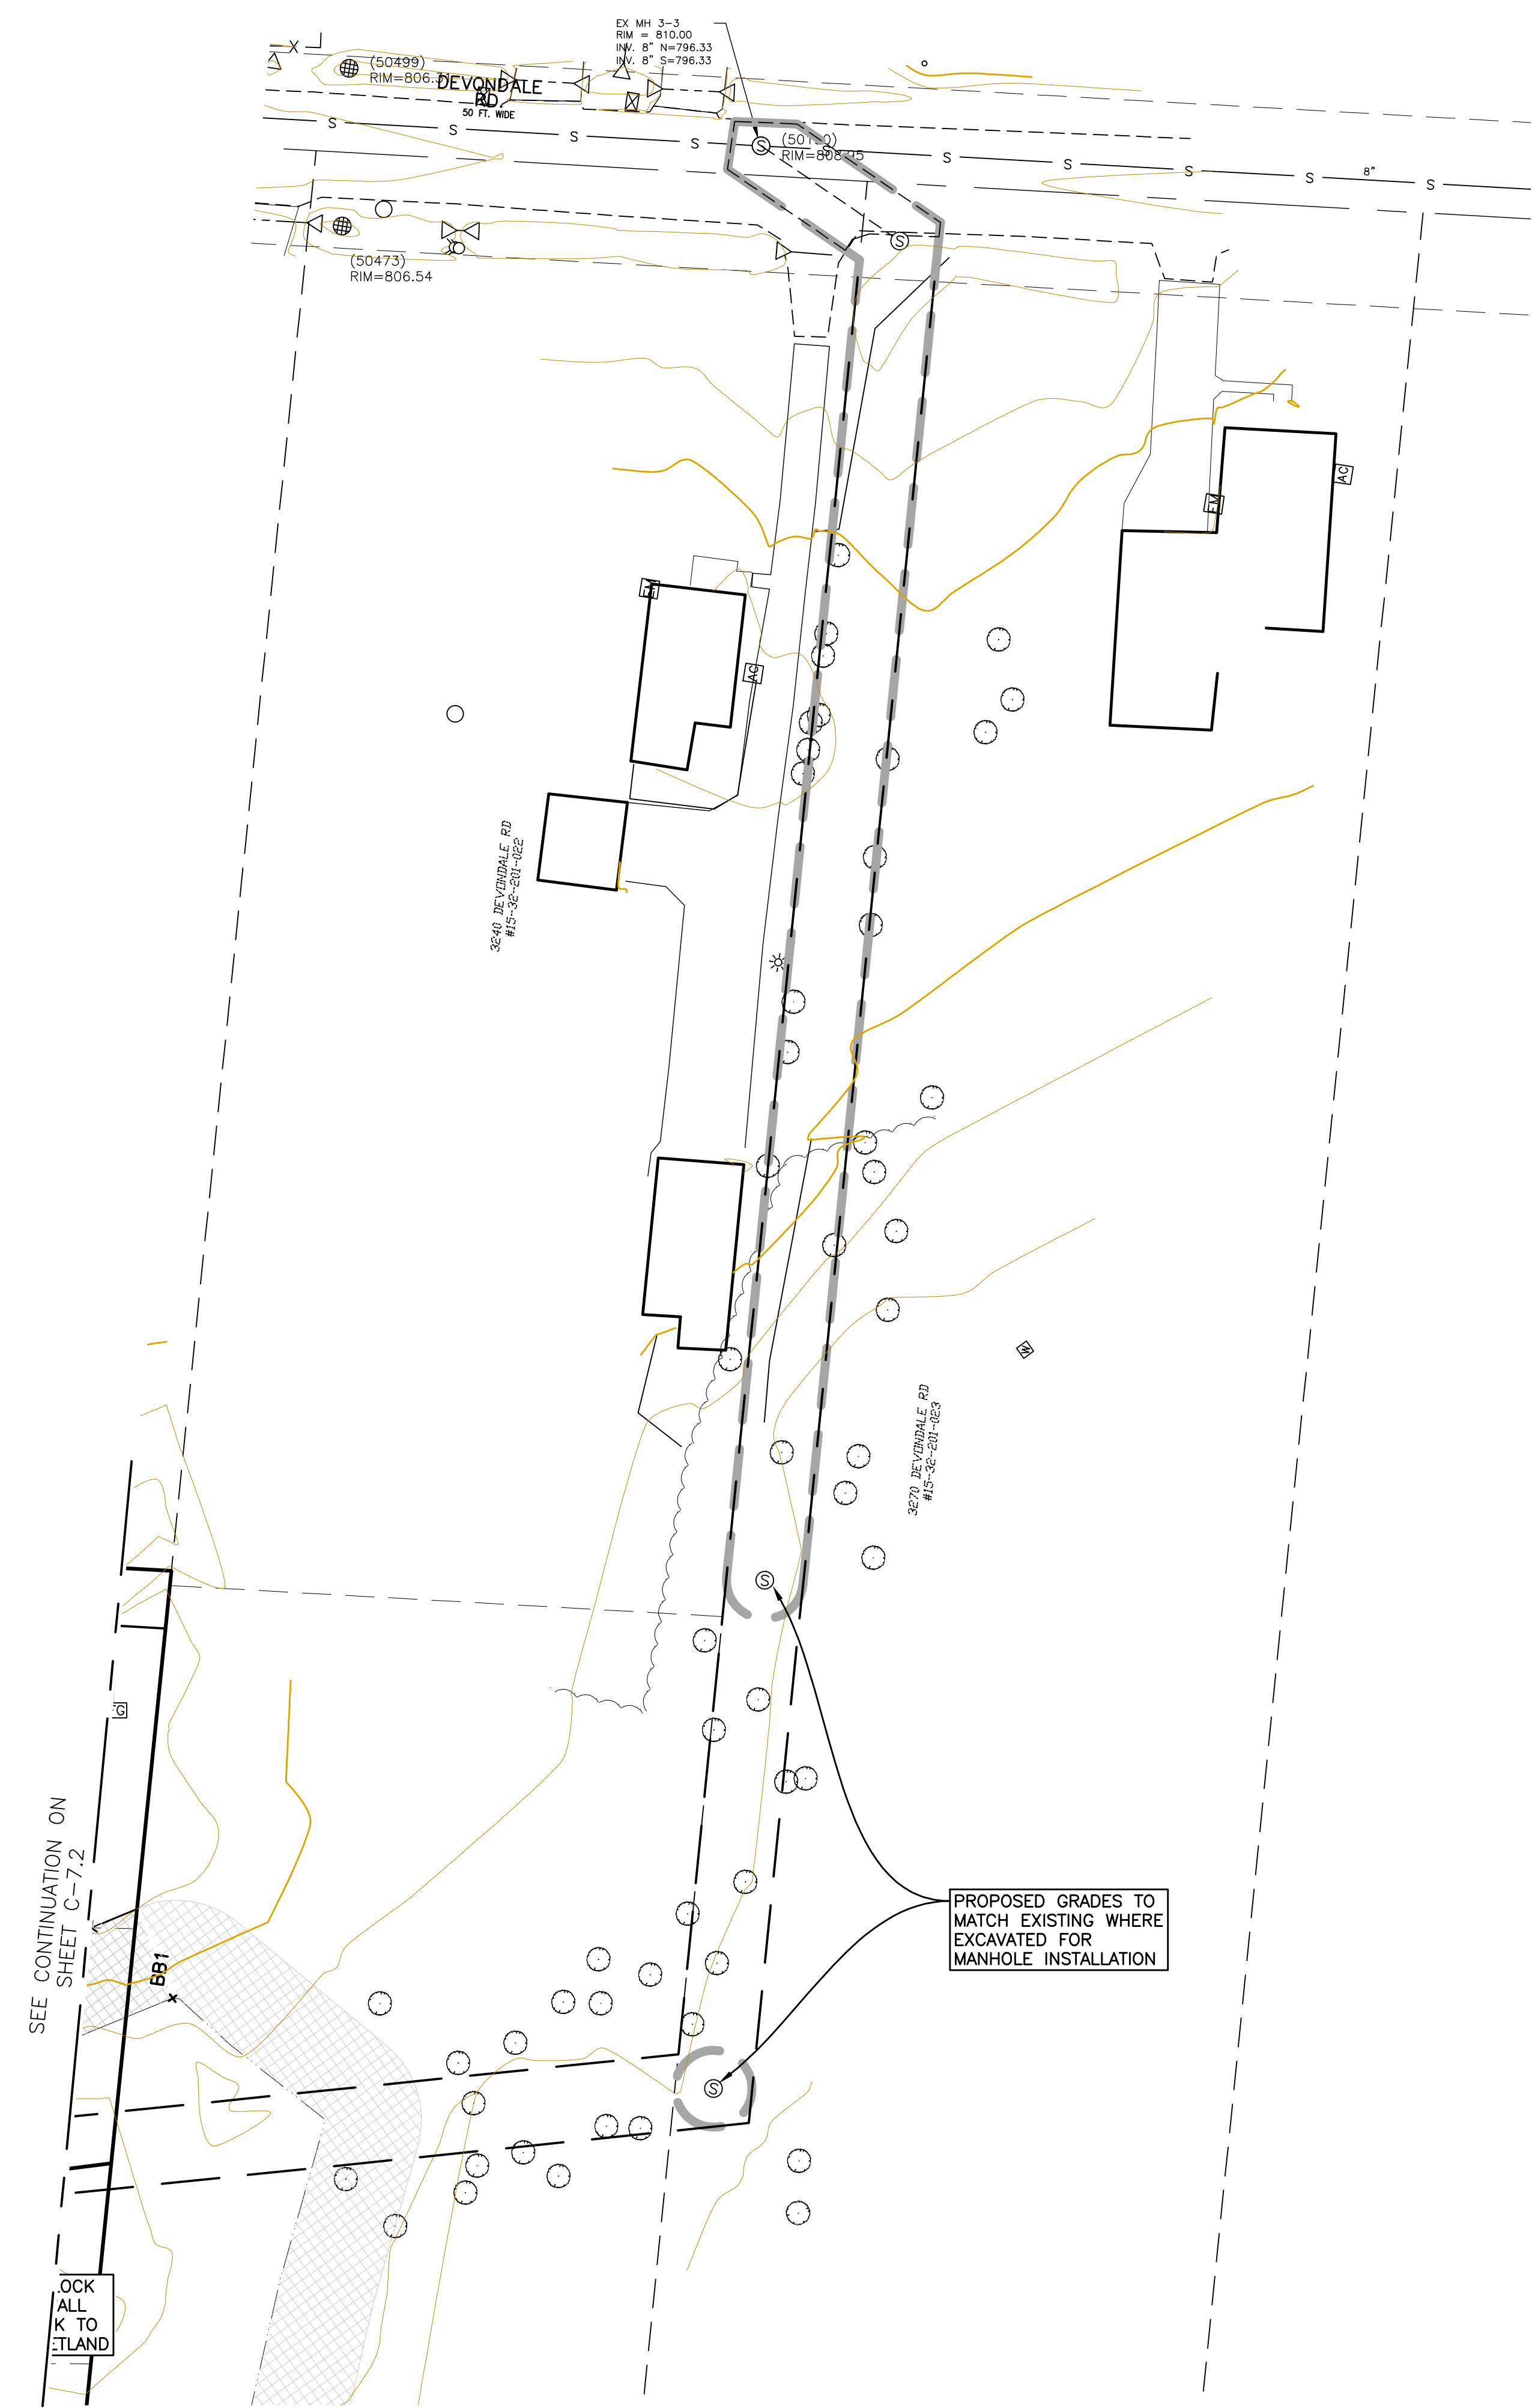 EX MH 3-3
RIM = 810.00
INV. 8" N=796.33
INV. 8" S=796.33
X
(50499)
DEVONDALE
RD.
50 FT. WIDE
S
S
S
S
S
S
S
S
S
S
8"
S
S
(50473)
RIM=806.54
AC
EM
EM
AC
3240 DEVONDALE RD
#15-32-201-022
W
3270 DEVONDALE RD
#15-32-201-023
S
G
SEE CONTINUATION ON
SHEET C-7.2
BB1
PROPOSED GRADES TO
MATCH EXISTING WHERE
EXCAVATED FOR
MANHOLE INSTALLATION
S
OCK
ALL
K TO
ETLAND